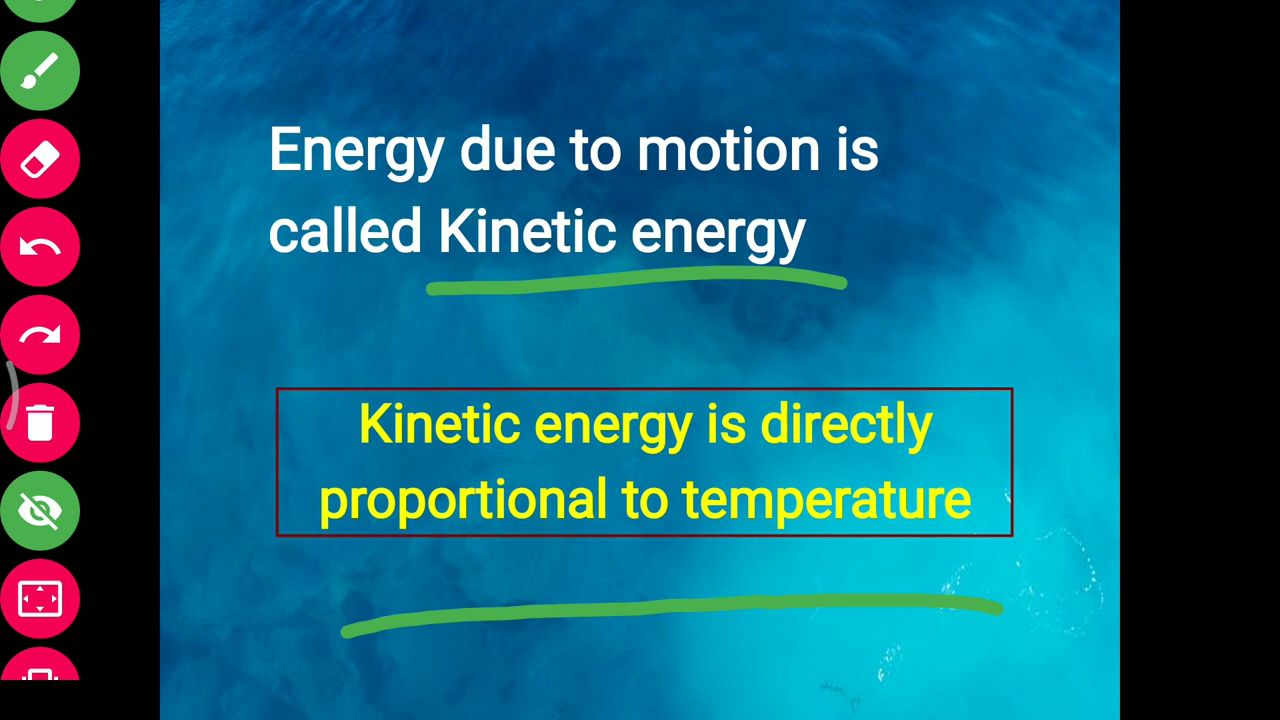 Energy due to motion is
called Kinetic energy
Kinetic energy is directly
proportional to temperature